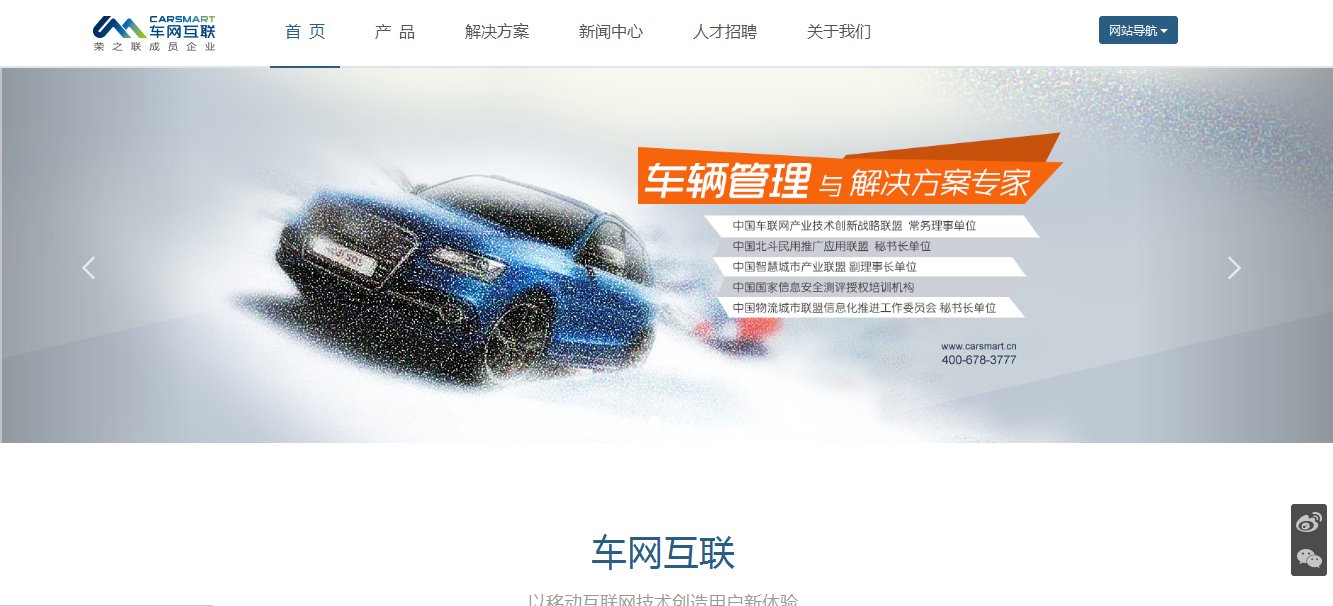 CARSMART
车网互联
荣之联成员企业
首 页
产 品
解决方案
新闻中心
人才招聘
关于我们
网站导航
车辆管理 与 解决方案专家
中国车联网产业技术创新战略联盟 常务理事单位
中国北斗民用推广应用联盟 秘书长单位
中国智慧城市产业联盟 副理事长单位
中国国家信息安全测评授权培训机构
中国物流城市联盟信息化推进工作委员会 秘书长单位
www.carsmart.cn
400-678-3777
车网互联
以移动互联网技术创造用户新体验